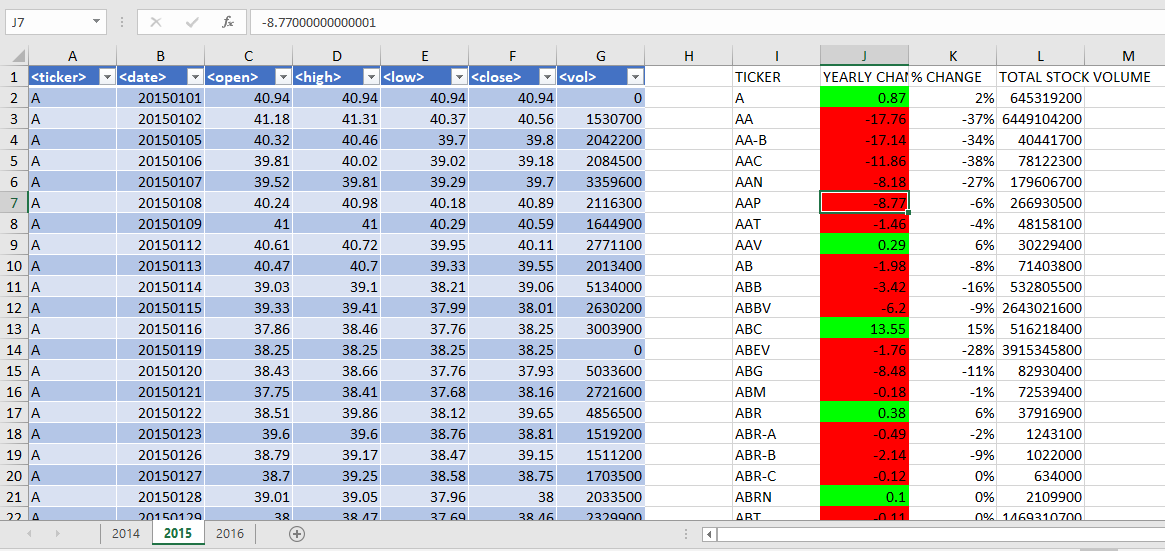 J7 fx -8.77000000000001
A B C D E F G H I J K L M
1 <ticker> <date> <open> <high> <low> <close> <vol> TICKER YEARLY CHAN % CHANGE TOTAL STOCK VOLUME
2 A 20150101 40.94 40.94 40.94 40.94 0 A 0.87 2% 645319200
3 A 20150102 41.18 41.31 40.37 40.56 1530700 AA -17.76 -37% 6449104200
4 A 20150105 40.32 40.46 39.7 39.8 2042200 AA-B -17.14 -34% 40441700
5 A 20150106 39.81 40.02 39.02 39.18 2084500 AAC -11.86 -38% 78122300
6 A 20150107 39.52 39.81 39.29 39.7 3359600 AAN -8.18 -27% 179606700
7 A 20150108 40.24 40.98 40.18 40.89 2116300 AAP -8.77 -6% 266930500
8 A 20150109 41 41 40.29 40.59 1644900 AAT -1.46 -4% 48158100
9 A 20150112 40.61 40.72 39.95 40.11 2771100 AAV 0.29 6% 30229400
10 A 20150113 40.47 40.7 39.33 39.55 2013400 AB -1.98 -8% 71403800
11 A 20150114 39.03 39.1 38.21 39.06 5134000 ABB -3.42 -16% 532805500
12 A 20150115 39.33 39.41 37.99 38.01 2630200 ABBV -6.2 -9% 2643021600
13 A 20150116 37.86 38.46 37.76 38.25 3003900 ABC 13.55 15% 516218400
14 A 20150119 38.25 38.25 38.25 38.25 0 ABEV -1.76 -28% 3915345800
15 A 20150120 38.43 38.66 37.76 37.93 5033600 ABG -8.48 -11% 82930400
16 A 20150121 37.75 38.41 37.68 38.16 2721600 ABM -0.18 -1% 72539400
17 A 20150122 38.51 39.86 38.12 39.65 4856500 ABR 0.38 6% 37916900
18 A 20150123 39.6 39.6 38.76 38.81 1519200 ABR-A -0.49 -2% 1243100
19 A 20150126 38.79 39.17 38.47 39.15 1511200 ABR-B -2.14 -9% 1022000
20 A 20150127 38.7 39.25 38.58 38.75 1703500 ABR-C -0.12 0% 634000
21 A 20150128 39.01 39.05 37.96 38 2033500 ABRN 0.1 0% 2109900
22 A 20150129 38 38.47 37.69 38.46 2329900 ABT -0.11 0% 1469310700
2014 2015 2016